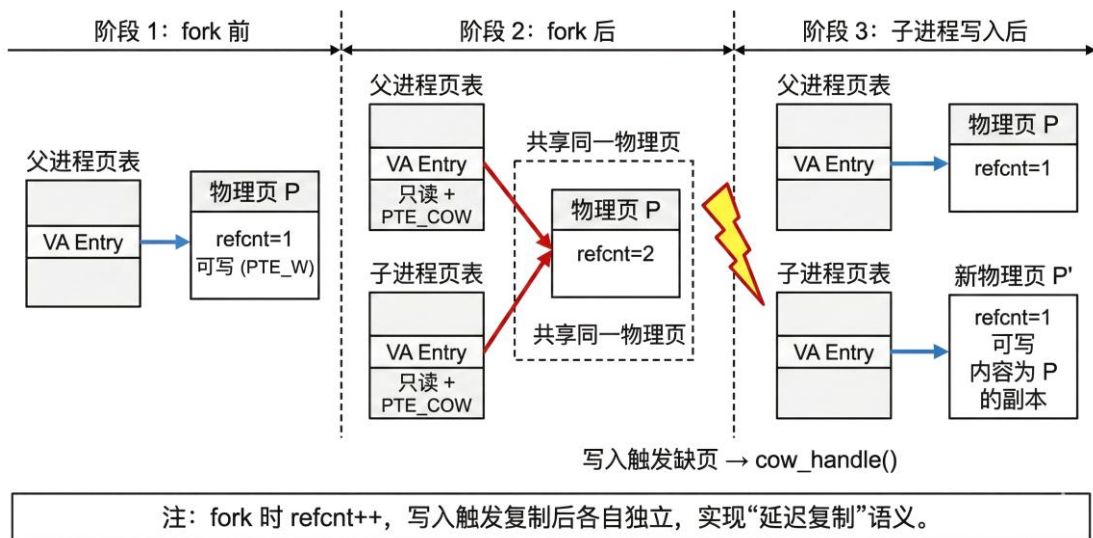 阶段 1：fork 前
阶段 2：fork 后
阶段 3：子进程写入后
父进程页表
VA Entry
物理页 P
refcnt=1
可写 (PTE_W)
父进程页表
VA Entry
只读 +
PTE_COW
子进程页表
VA Entry
只读 +
PTE_COW
共享同一物理页
物理页 P
refcnt=2
共享同一物理页
父进程页表
VA Entry
物理页 P
refcnt=1
子进程页表
VA Entry
新物理页 P'
refcnt=1
可写
内容为 P
的副本
写入触发缺页 → cow_handle()
注：fork 时 refcnt++，写入触发复制后各自独立，实现“延迟复制”语义。